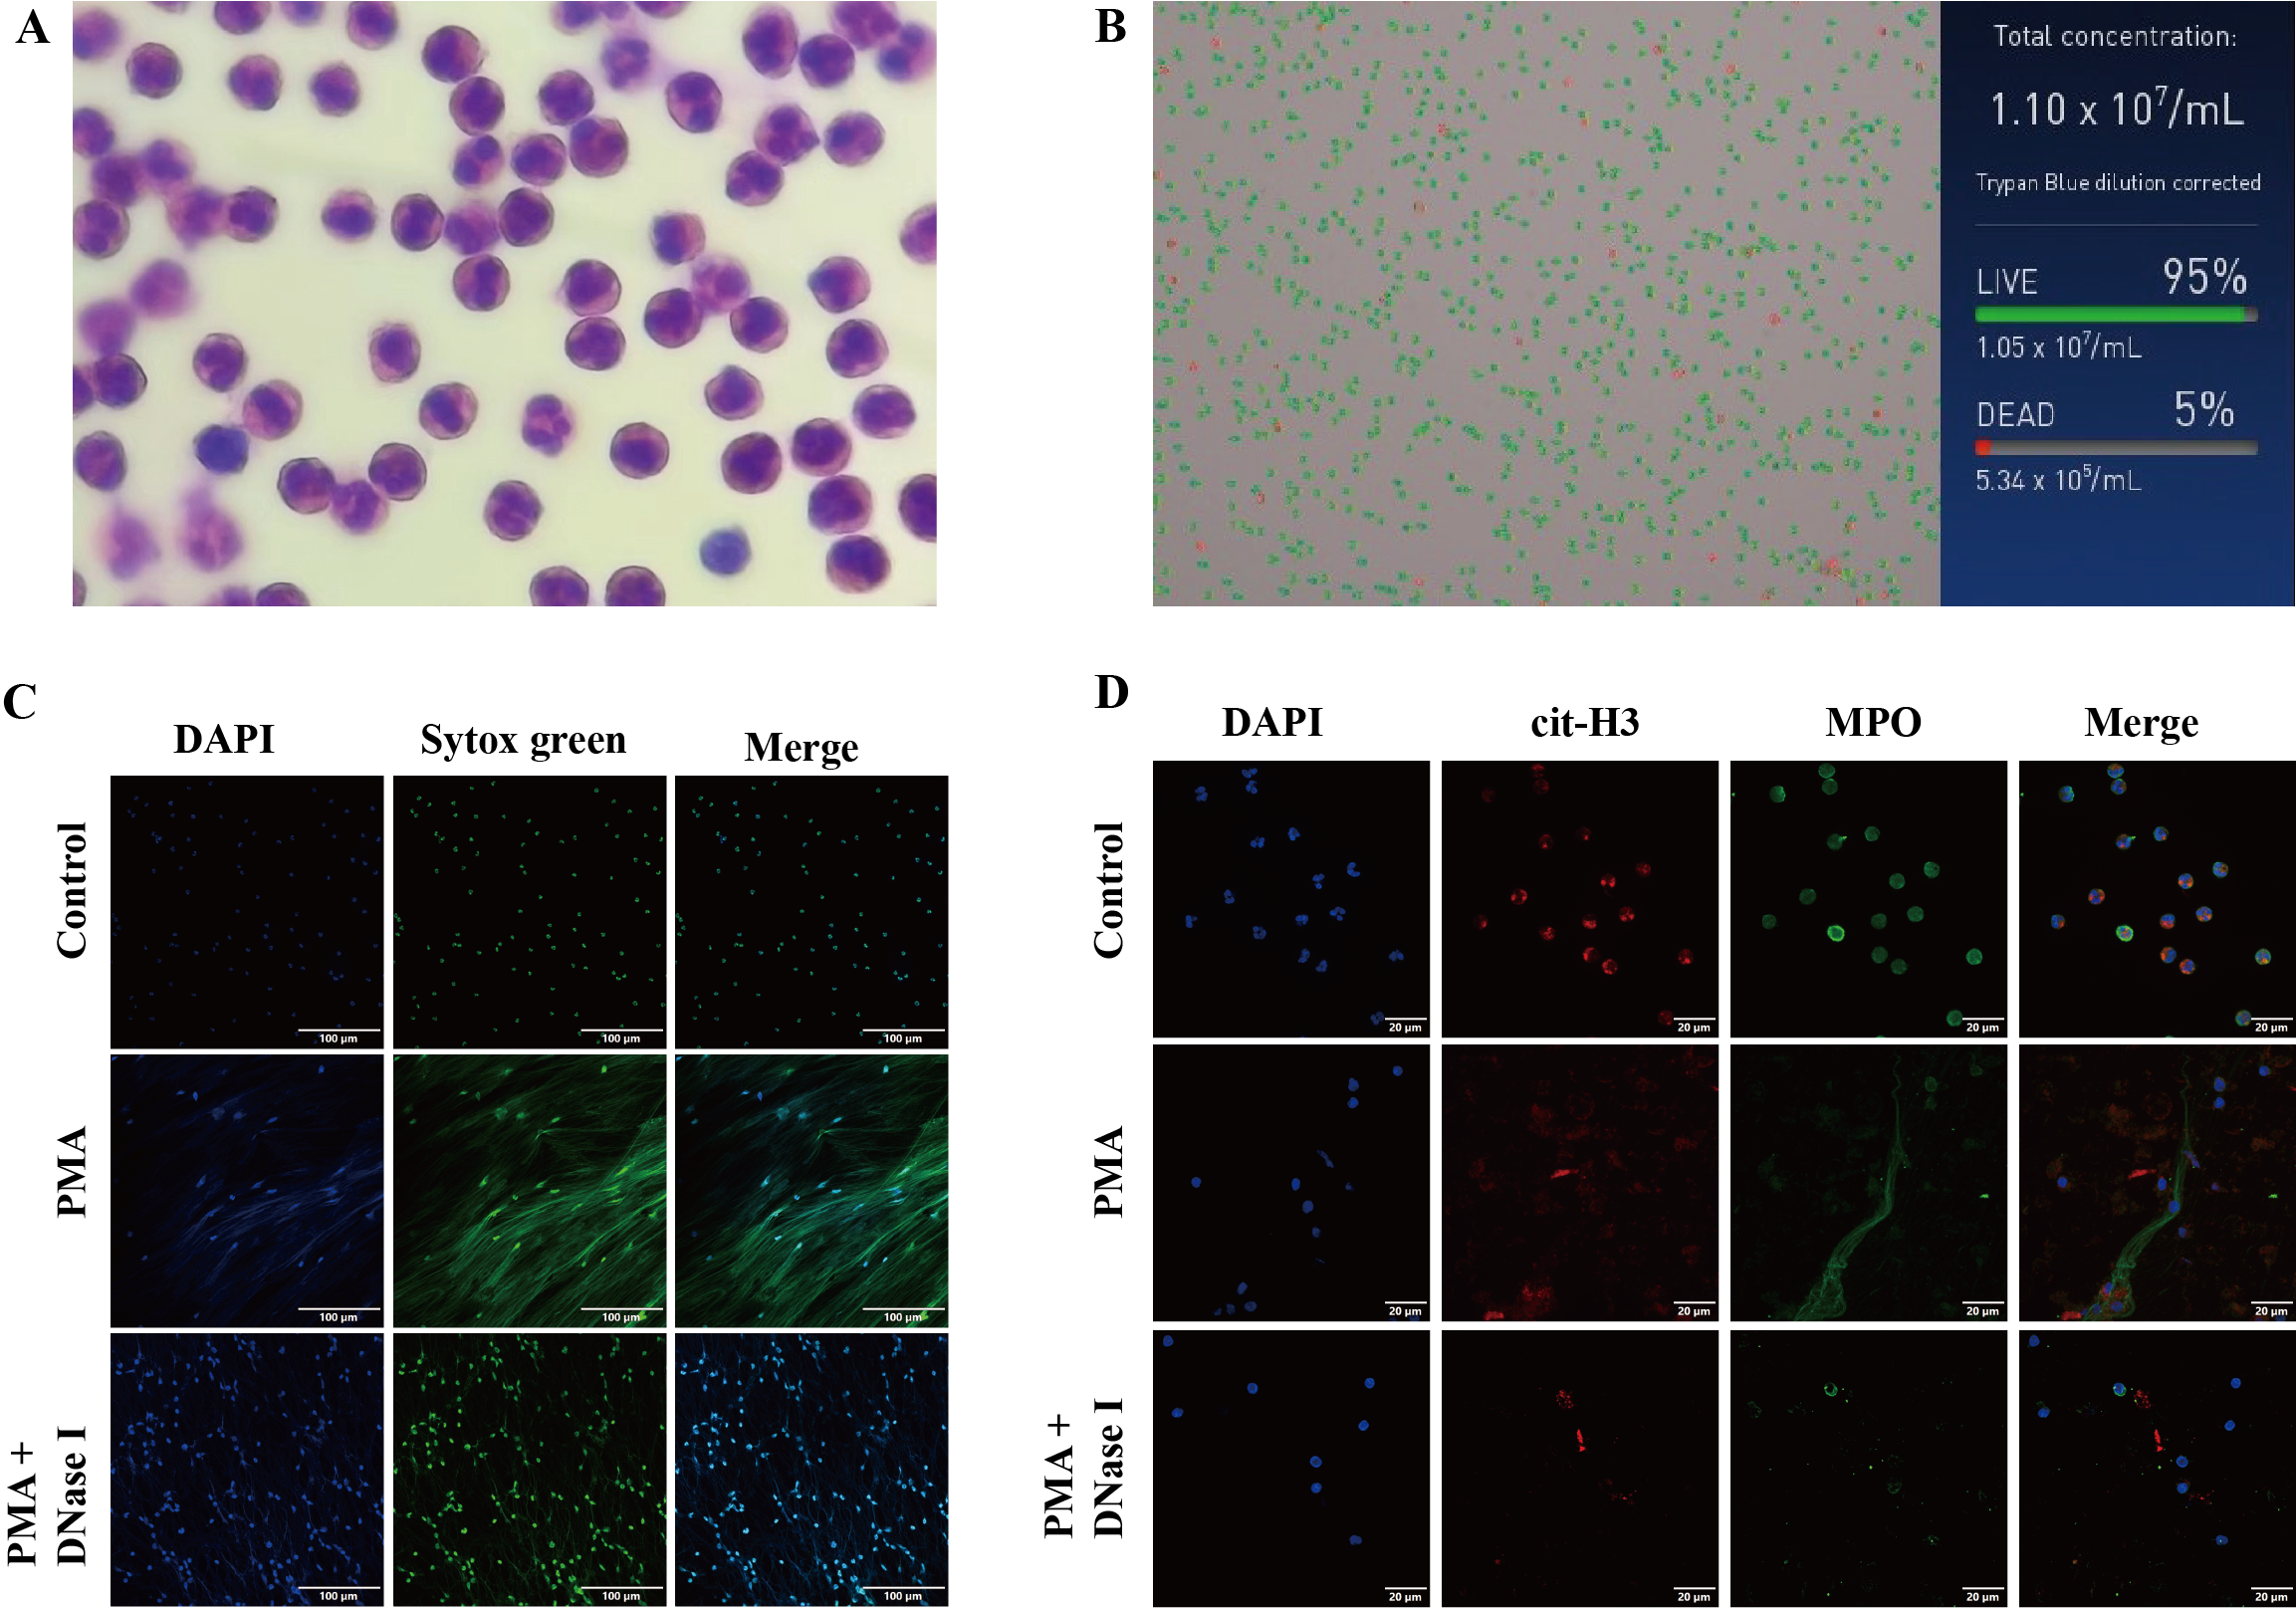 A
B
Total concentration:
1.10 x 10⁷/mL
Trypan Blue dilution corrected
LIVE 95%
1.05 x 10⁷/mL
DEAD 5%
5.34 x 10⁵/mL
C
DAPI Sytox green Merge
Control
100 µm 100 µm 100 µm
PMA
100 µm 100 µm 100 µm
PMA +
DNase I
100 µm 100 µm 100 µm
D
DAPI cit-H3 MPO Merge
Control
20 µm 20 µm 20 µm 20 µm
PMA
20 µm 20 µm 20 µm 20 µm
PMA +
DNase I
20 µm 20 µm 20 µm 20 µm